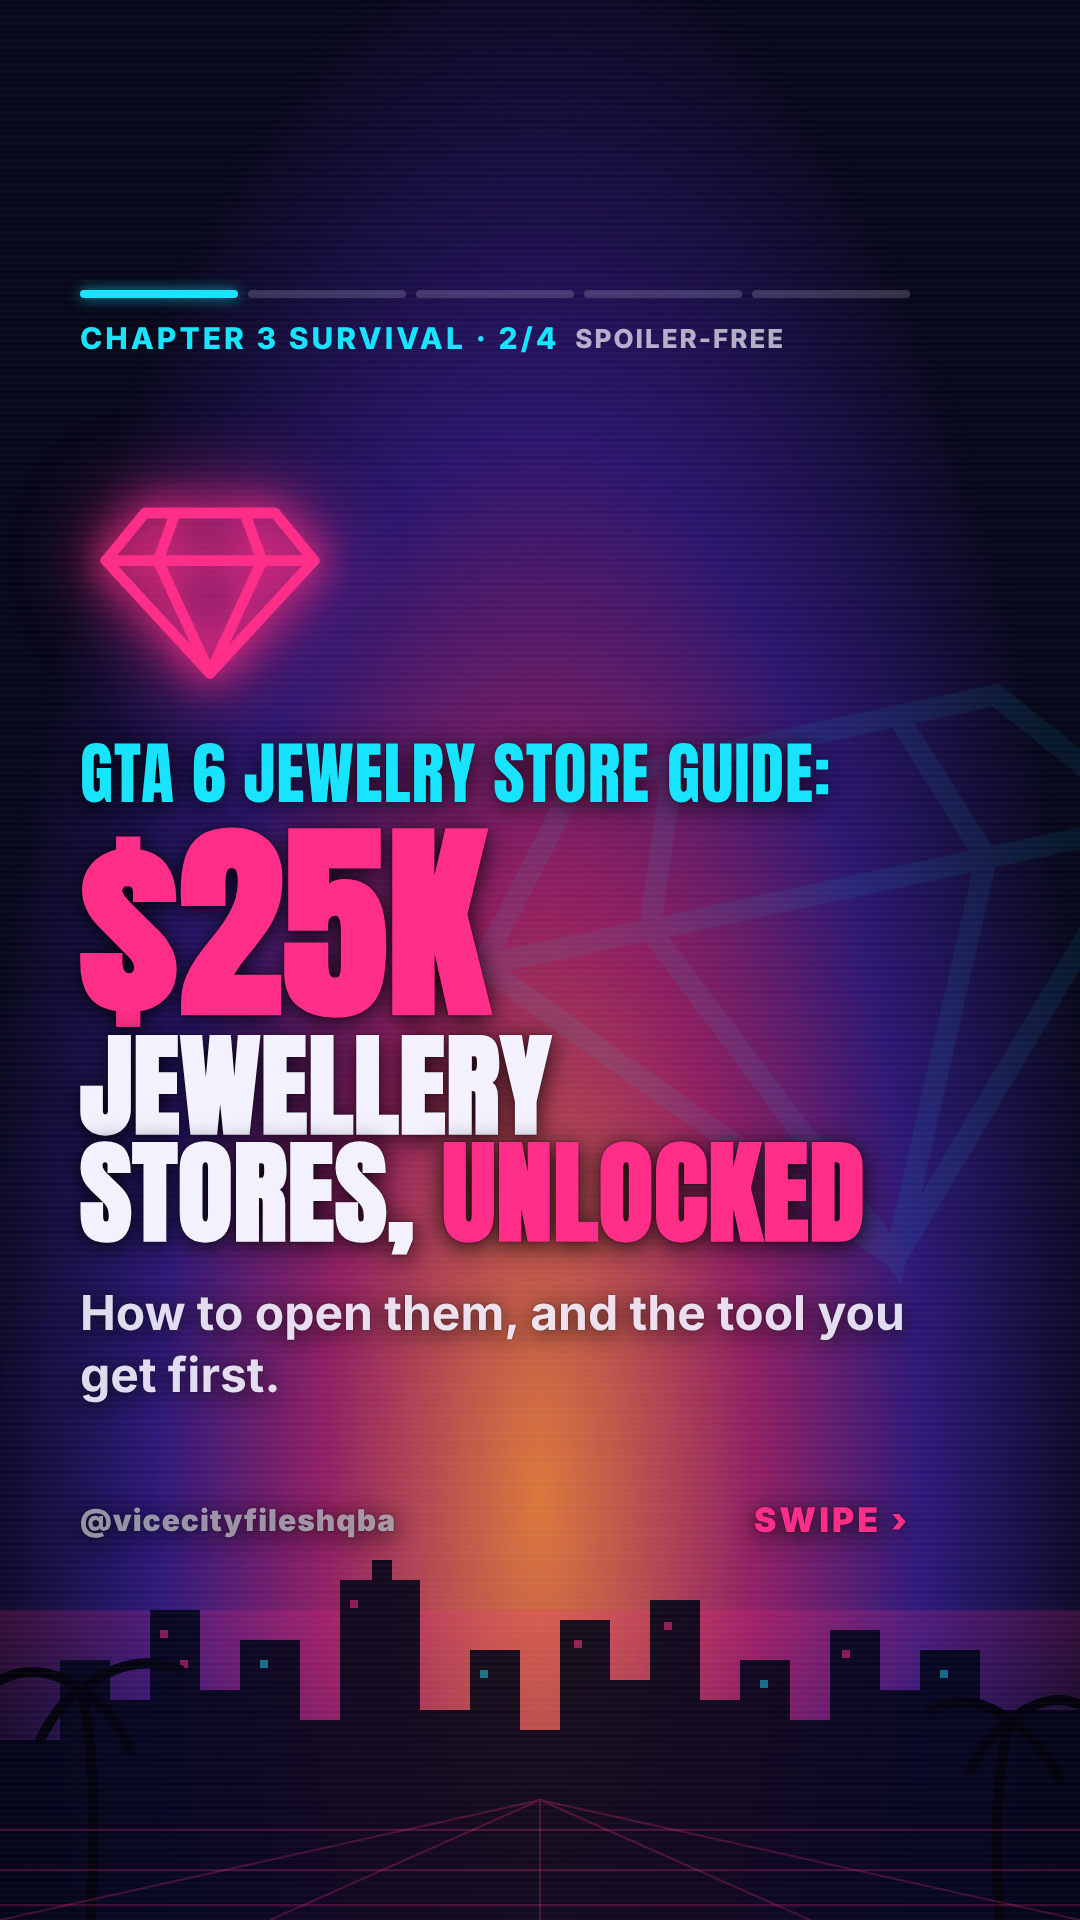 CHAPTER 3 SURVIVAL · 2/4 SPOILER-FREE
GTA 6 JEWELRY STORE GUIDE:
$25K
JEWELLERY
STORES, UNLOCKED
How to open them, and the tool you
get first.
@vicecityfileshqba
SWIPE ›